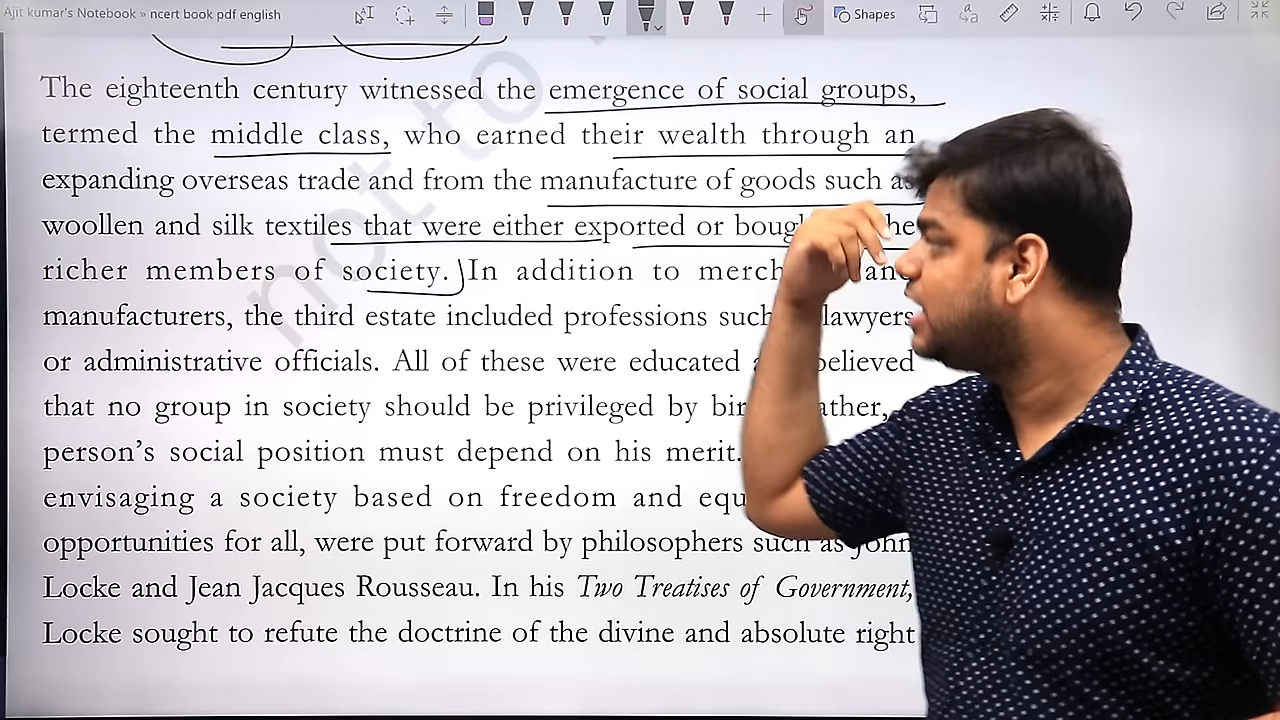 Ajit kumar's Notebook » ncert book pdf english
Shapes
The eighteenth century witnessed the emergence of social groups,
termed the middle class, who earned their wealth through an
expanding overseas trade and from the manufacture of goods such as
woollen and silk textiles that were either exported or
richer members of society. In addition to
manufacturers, the third estate included professions such lawyers
or administrative officials. All of these were educated believed
that no group in society should be privileged by
person's social position must depend on his merit.
envisaging a society based on freedom and
opportunities for all, were put forward by philosophers such as John
Locke and Jean Jacques Rousseau. In his Two Treatises of Government,
Locke sought to refute the doctrine of the divine and absolute right
not to